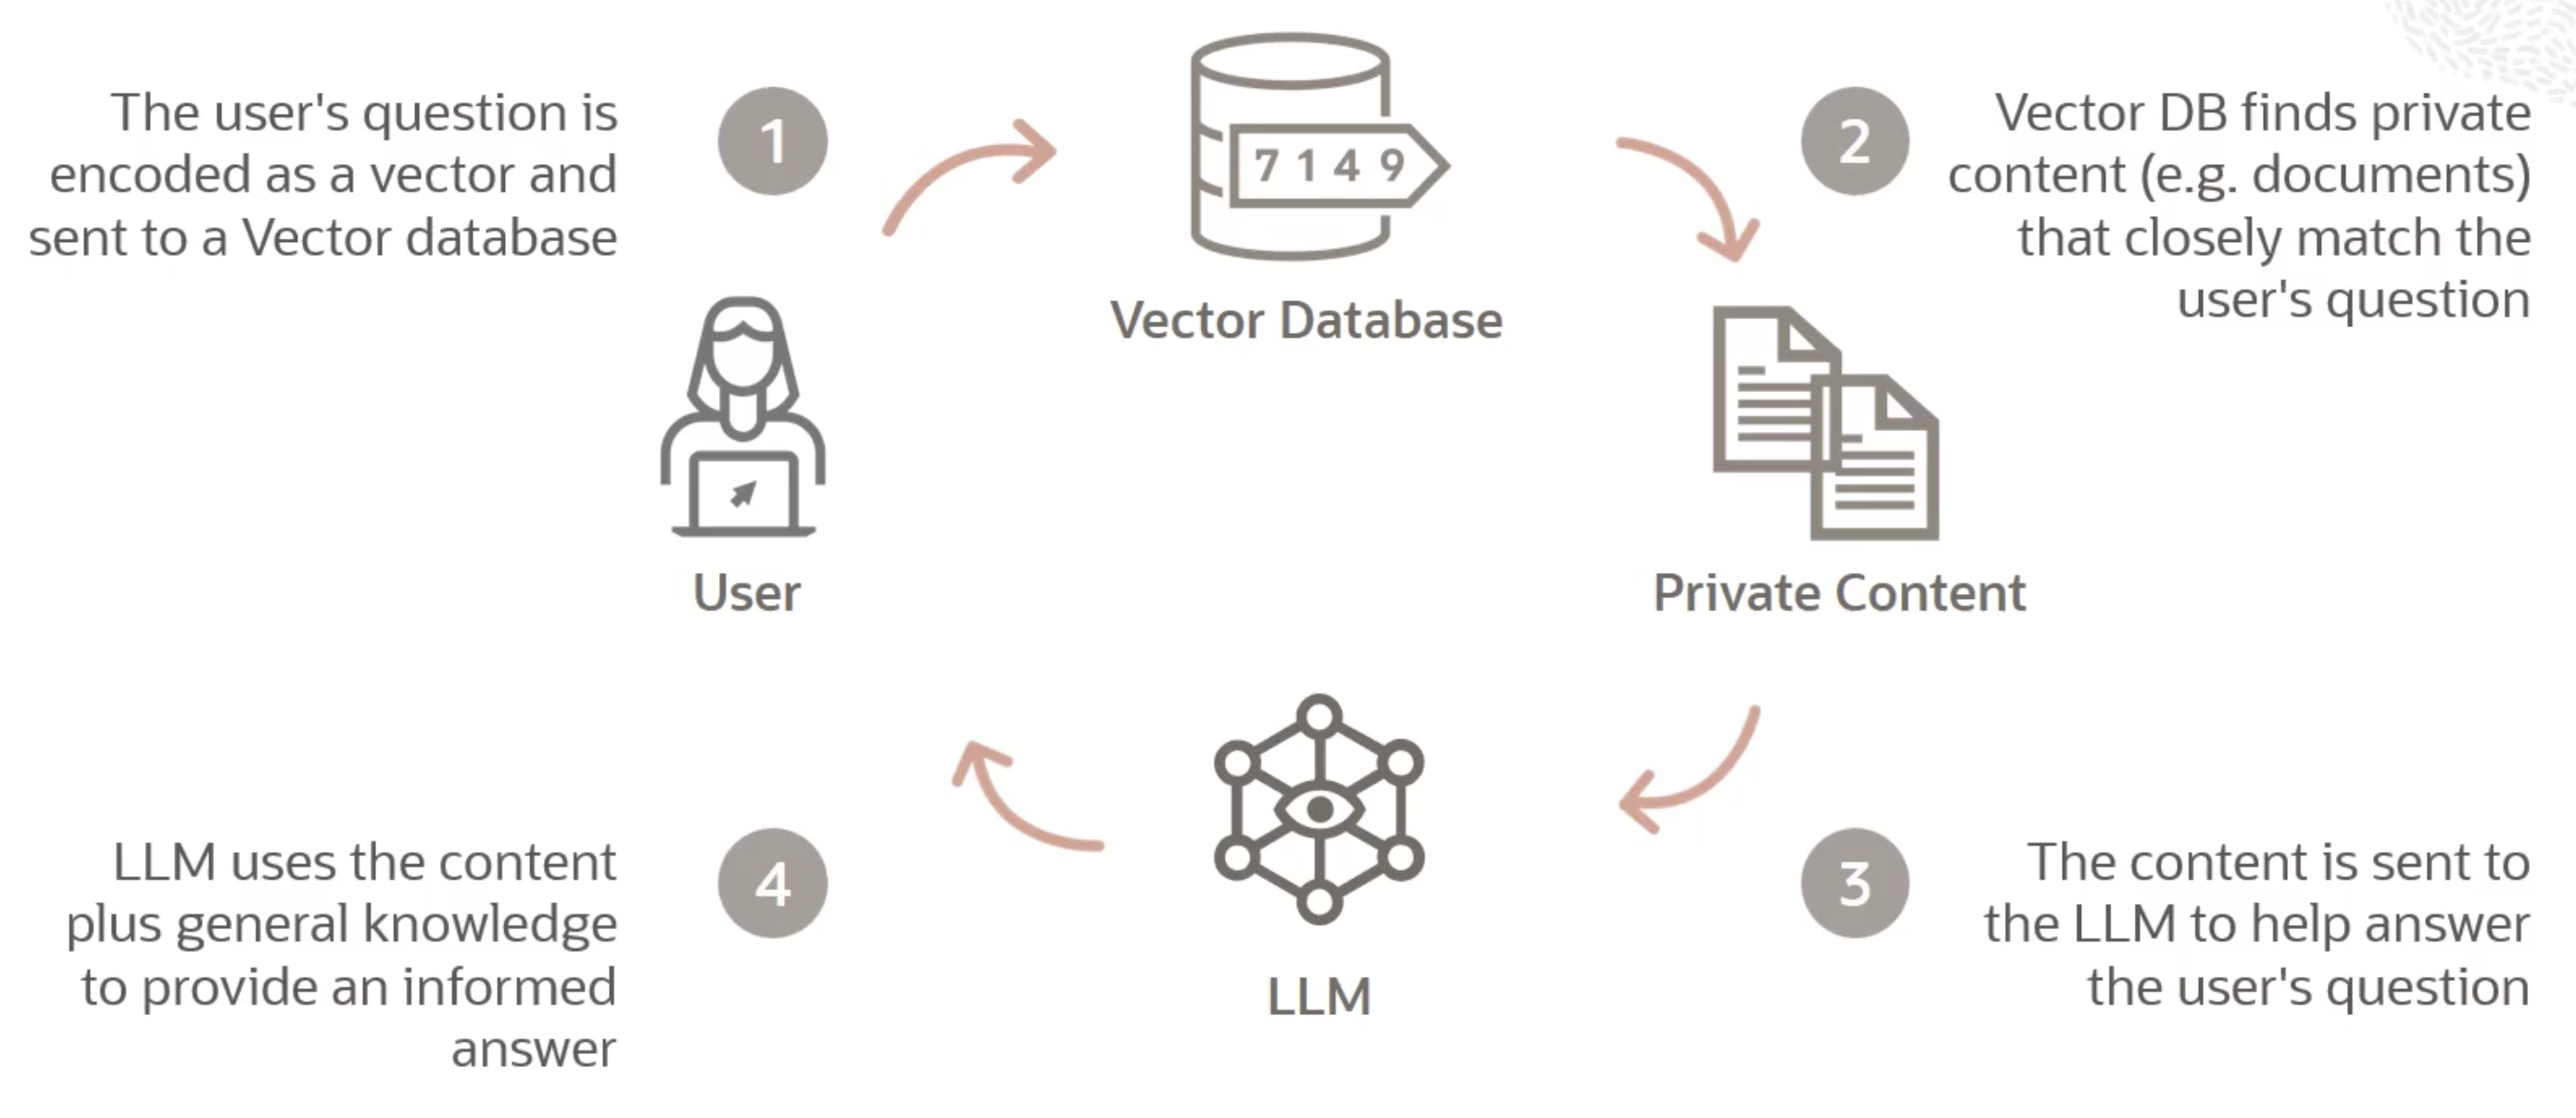 The user's question is
encoded as a vector and
sent to a Vector database
1
7 1 4 9
Vector Database
2
Vector DB finds private
content (e.g. documents)
that closely match the
user's question
User
Private Content
LLM uses the content
plus general knowledge
to provide an informed
answer
4
LLM
3
The content is sent to
the LLM to help answer
the user's question